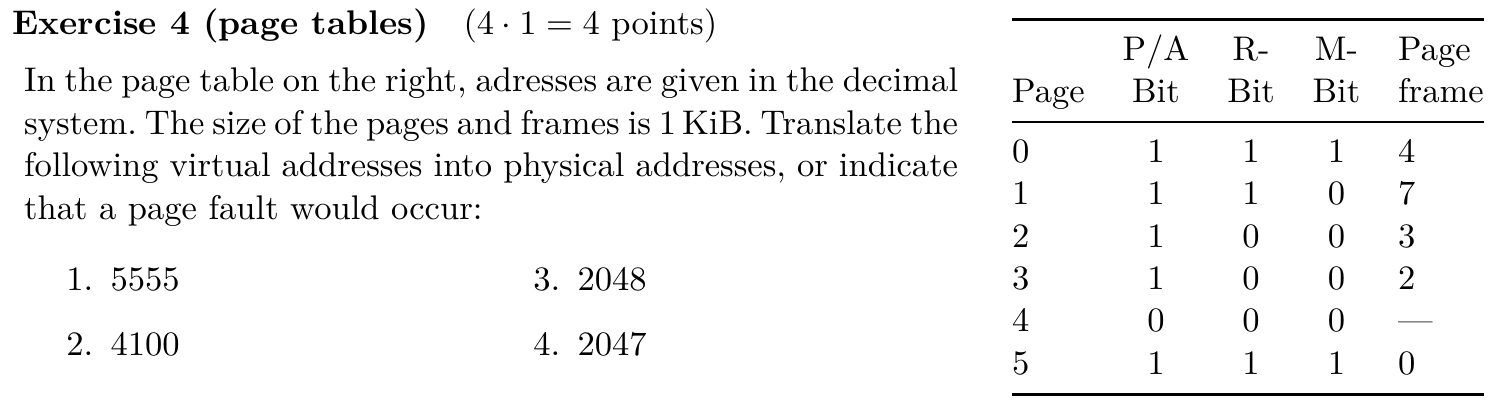 Exercise 4 (page tables) (4 · 1 = 4 points)
In the page table on the right, adresses are given in the decimal
system. The size of the pages and frames is 1 KiB. Translate the
following virtual addresses into physical addresses, or indicate
that a page fault would occur:
1. 5555 3. 2048
2. 4100 4. 2047
P/A R- M- Page
Page Bit Bit Bit frame
0 1 1 1 4
1 1 1 0 7
2 1 0 0 3
3 1 0 0 2
4 0 0 0 —
5 1 1 1 0